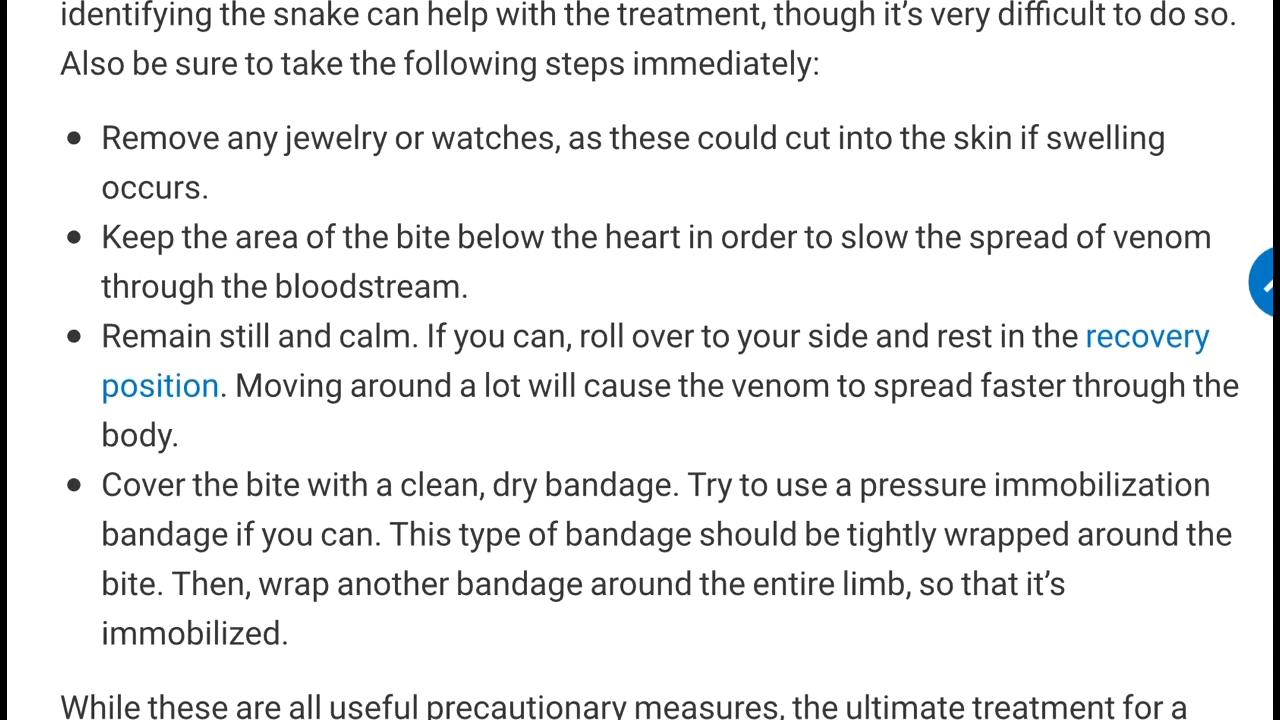 identifying the snake can help with the treatment, though it’s very difficult to do so.
Also be sure to take the following steps immediately:
• Remove any jewelry or watches, as these could cut into the skin if swelling
occurs.
• Keep the area of the bite below the heart in order to slow the spread of venom
through the bloodstream.
• Remain still and calm. If you can, roll over to your side and rest in the recovery
position. Moving around a lot will cause the venom to spread faster through the
body.
• Cover the bite with a clean, dry bandage. Try to use a pressure immobilization
bandage if you can. This type of bandage should be tightly wrapped around the
bite. Then, wrap another bandage around the entire limb, so that it’s
immobilized.
While these are all useful precautionary measures, the ultimate treatment for a